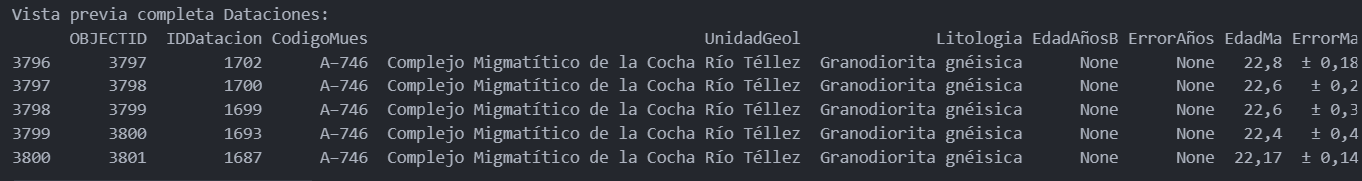 Vista previa completa Dataciones:
OBJECTID IDDatacion CodigoMues UnidadGeol Litologia EdadAñosB ErrorAños EdadMa ErrorMa
3796 3797 1702 A-746 Complejo Migmatítico de la Cocha Río Téllez Granodiorita gnéisica None None 22,8 ± 0,18
3797 3798 1700 A-746 Complejo Migmatítico de la Cocha Río Téllez Granodiorita gnéisica None None 22,6 ± 0,2
3798 3799 1699 A-746 Complejo Migmatítico de la Cocha Río Téllez Granodiorita gnéisica None None 22,6 ± 0,3
3799 3800 1693 A-746 Complejo Migmatítico de la Cocha Río Téllez Granodiorita gnéisica None None 22,4 ± 0,4
3800 3801 1687 A-746 Complejo Migmatítico de la Cocha Río Téllez Granodiorita gnéisica None None 22,17 ± 0,14